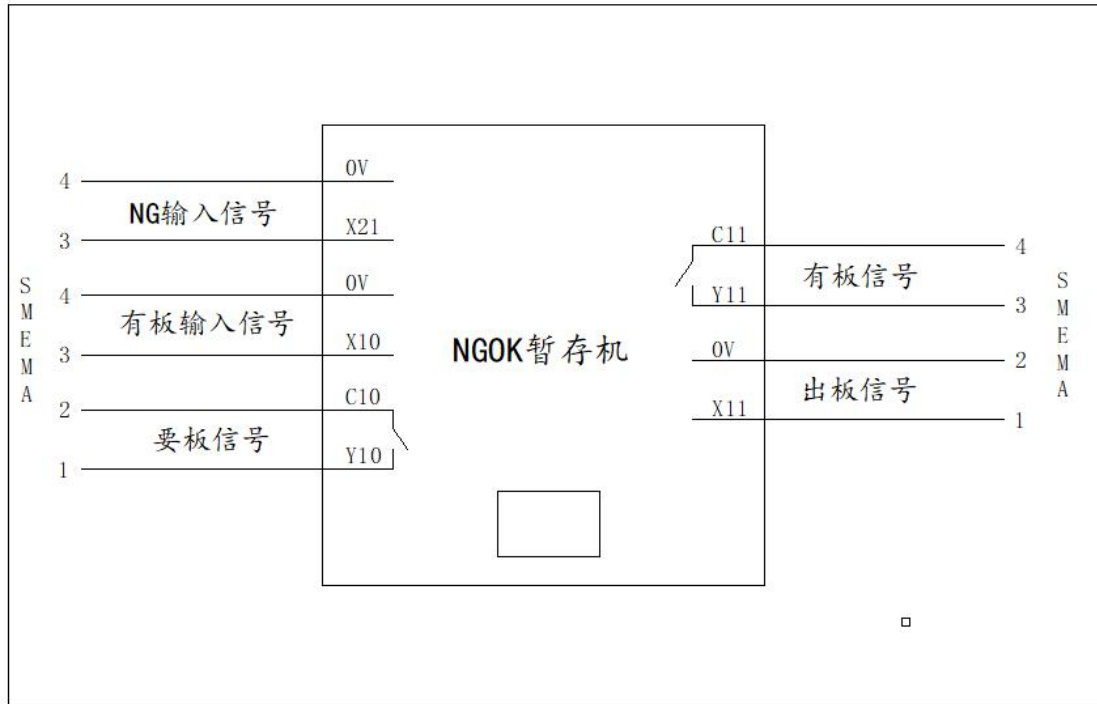 4
0V
NG输入信号
3
X21
4
0V
有板输入信号
3
X10
2
C10
要板信号
1
Y10
SMEMA
NGOK暂存机
C11
4
有板信号
Y11
3
0V
2
出板信号
X11
1
SMEMA